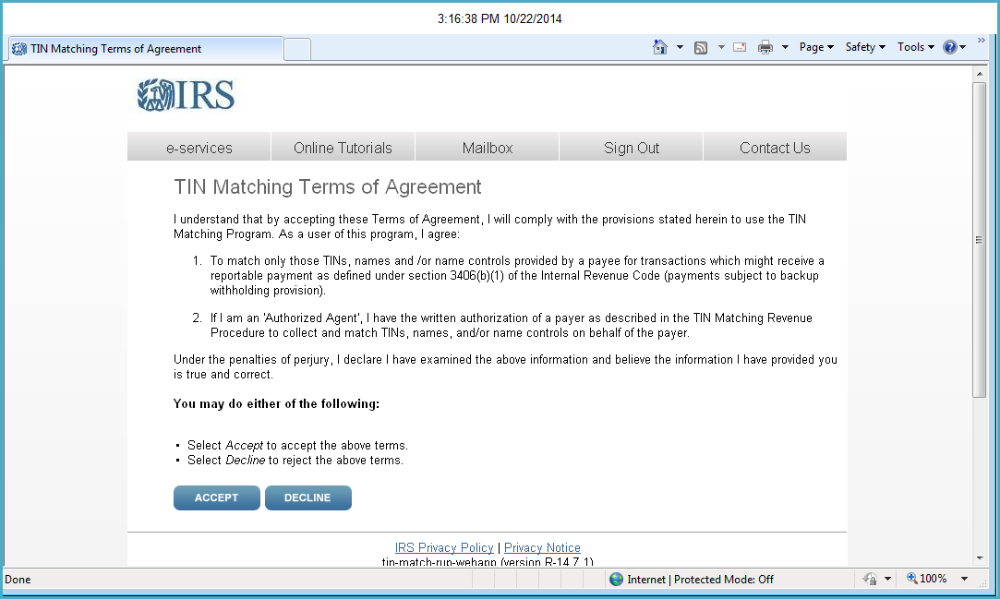 3:16:38 PM 10/22/2014
TIN Matching Terms of Agreement
Page
Safety
Tools
IRS
e-services
Online Tutorials
Mailbox
Sign Out
Contact Us
TIN Matching Terms of Agreement
I understand that by accepting these Terms of Agreement, I will comply with the provisions stated herein to use the TIN
Matching Program. As a user of this program, I agree:
1. To match only those TINs, names and /or name controls provided by a payee for transactions which might receive a
reportable payment as defined under section 3406(b)(1) of the Internal Revenue Code (payments subject to backup
withholding provision).
2. If I am an 'Authorized Agent', I have the written authorization of a payer as described in the TIN Matching Revenue
Procedure to collect and match TINs, names, and/or name controls on behalf of the payer.
Under the penalties of perjury, I declare I have examined the above information and believe the information I have provided you
is true and correct.
You may do either of the following:
• Select Accept to accept the above terms.
• Select Decline to reject the above terms.
ACCEPT
DECLINE
IRS Privacy Policy | Privacy Notice
tin-match-rup-webapp (version R-14.7.1)
Done
Internet | Protected Mode: Off
100%